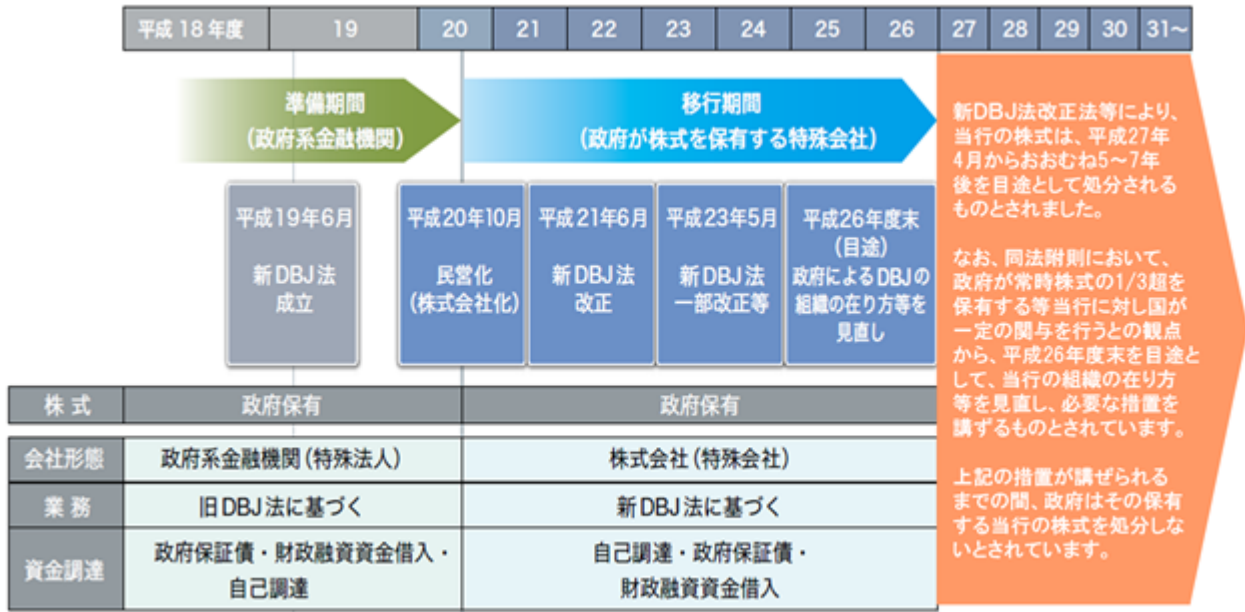 平成18年度 19 20 21 22 23 24 25 26 27 28 29 30 31～
準備期間
(政府系金融機関)
移行期間
(政府が株式を保有する特殊会社)
平成19年6月
新DBJ法
成立
平成20年10月
民営化
(株式会社化)
平成21年6月
新DBJ法
改正
平成23年5月
新DBJ法
一部改正等
平成26年度末
(目途)
政府によるDBJの
組織の在り方等を
見直し
新DBJ法改正法等により、
当行の株式は、平成27年
4月からおおむね5～7年
後を目途として処分される
ものとされました。
なお、同法附則において、
政府が常時株式の1/3超を
保有する等当行に対し国が
一定の関与を行うとの観点
から、平成26年度末を目途と
して、当行の組織の在り方
等を見直し、必要な措置を
講ずるものとされています。
上記の措置が講ぜられる
までの間、政府はその保有
する当行の株式を処分しな
いとされています。
株式 政府保有 政府保有
会社形態 政府系金融機関(特殊法人) 株式会社(特殊会社)
業務 旧DBJ法に基づく 新DBJ法に基づく
資金調達
政府保証債・財政融資資金借入・
自己調達
自己調達・政府保証債・
財政融資資金借入